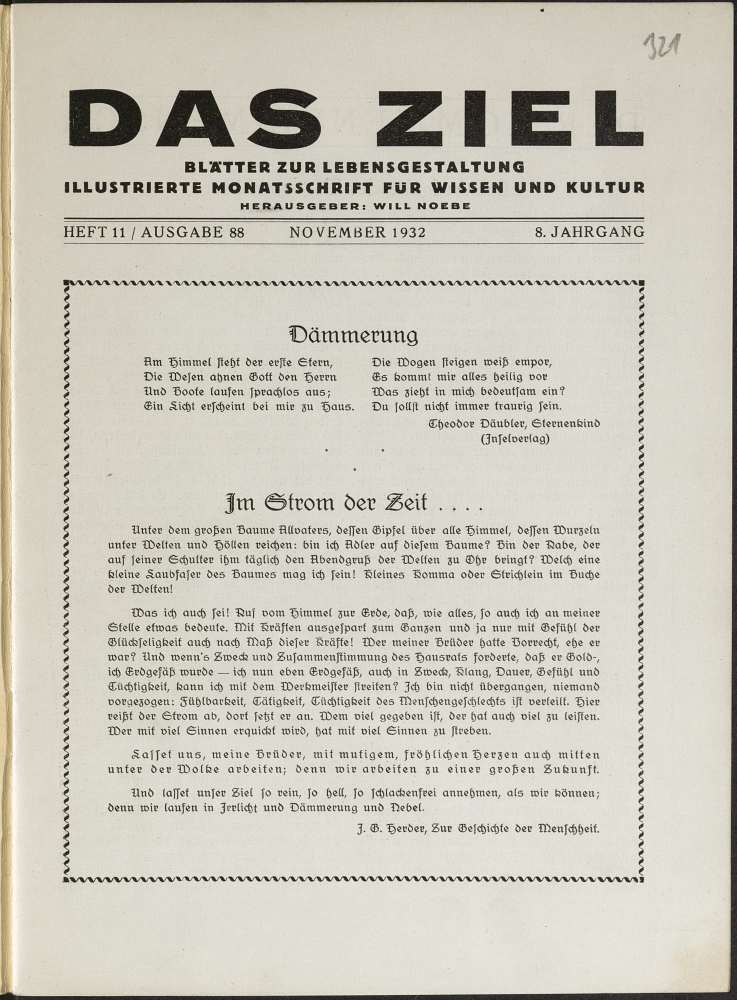 321
DAS ZIEL
BLÄTTER ZUR LEBENSGESTALTUNG
ILLUSTRIERTE MONATSSCHRIFT FÜR WISSEN UND KULTUR
HERAUSGEBER: WILL NOEBE
HEFT 11 / AUSGABE 88 NOVEMBER 1932 8. JAHRGANG
Dämmerung
Am Himmel steht der erste Stern,
Die Wesen ahnen Gott den Herrn
Und Boote laufen sprachlos aus;
Ein Licht erscheint bei mir zu Haus.
Die Wogen steigen weiß empor,
Es kommt mir alles heilig vor
Was zieht in mich bedeutsam ein?
Du sollst nicht immer traurig sein.
Theodor Däubler, Sternenkind
(Inselverlag)
Im Strom der Zeit . . . .
Unter dem großen Baume Allvaters, dessen Gipfel über alle Himmel, dessen Wurzeln
unter Welten und Höllen reichen: bin ich Adler auf diesem Baume? Bin der Rabe, der
auf seiner Schulter ihm täglich den Abendgruß der Welten zu Ohr bringt? Welch eine
kleine Laubfaser des Baumes mag ich sein! Kleines Komma oder Strichlein im Buche
der Welten!
Was ich auch sei! Ruf vom Himmel zur Erde, daß, wie alles, so auch ich an meiner
Stelle etwas bedeute. Mit Kräften ausgespart zum Ganzen und ja nur mit Gefühl der
Glückseligkeit auch nach Maß dieser Kräfte! Wer meiner Brüder hatte Vorrecht, ehe er
war? Und wenn's Zweck und Zusammenstimmung des Hausrats forderte, daß er Gold-,
ich Erdgefäß wurde — ich nun eben Erdgefäß, auch in Zweck, Klang, Dauer, Gefühl und
Tüchtigkeit, kann ich mit dem Werkmeister streiten? Ich bin nicht übergangen, niemand
vorgezogen: Fühlbarkeit, Tätigkeit, Tüchtigkeit des Menschengeschlechts ist verteilt. Hier
reißt der Strom ab, dort setzt er an. Wem viel gegeben ist, der hat auch viel zu leisten.
Wer mit viel Sinnen erquickt wird, hat mit viel Sinnen zu streben.
Lasset uns, meine Brüder, mit mutigem, fröhlichen Herzen auch mitten
unter der Wolke arbeiten; denn wir arbeiten zu einer großen Zukunft.
Und lasset unser Ziel so rein, so hell, so schlackenfrei annehmen, als wir können;
denn wir laufen in Irrlicht und Dämmerung und Nebel.
J. G. Herder, Zur Geschichte der Menschheit.